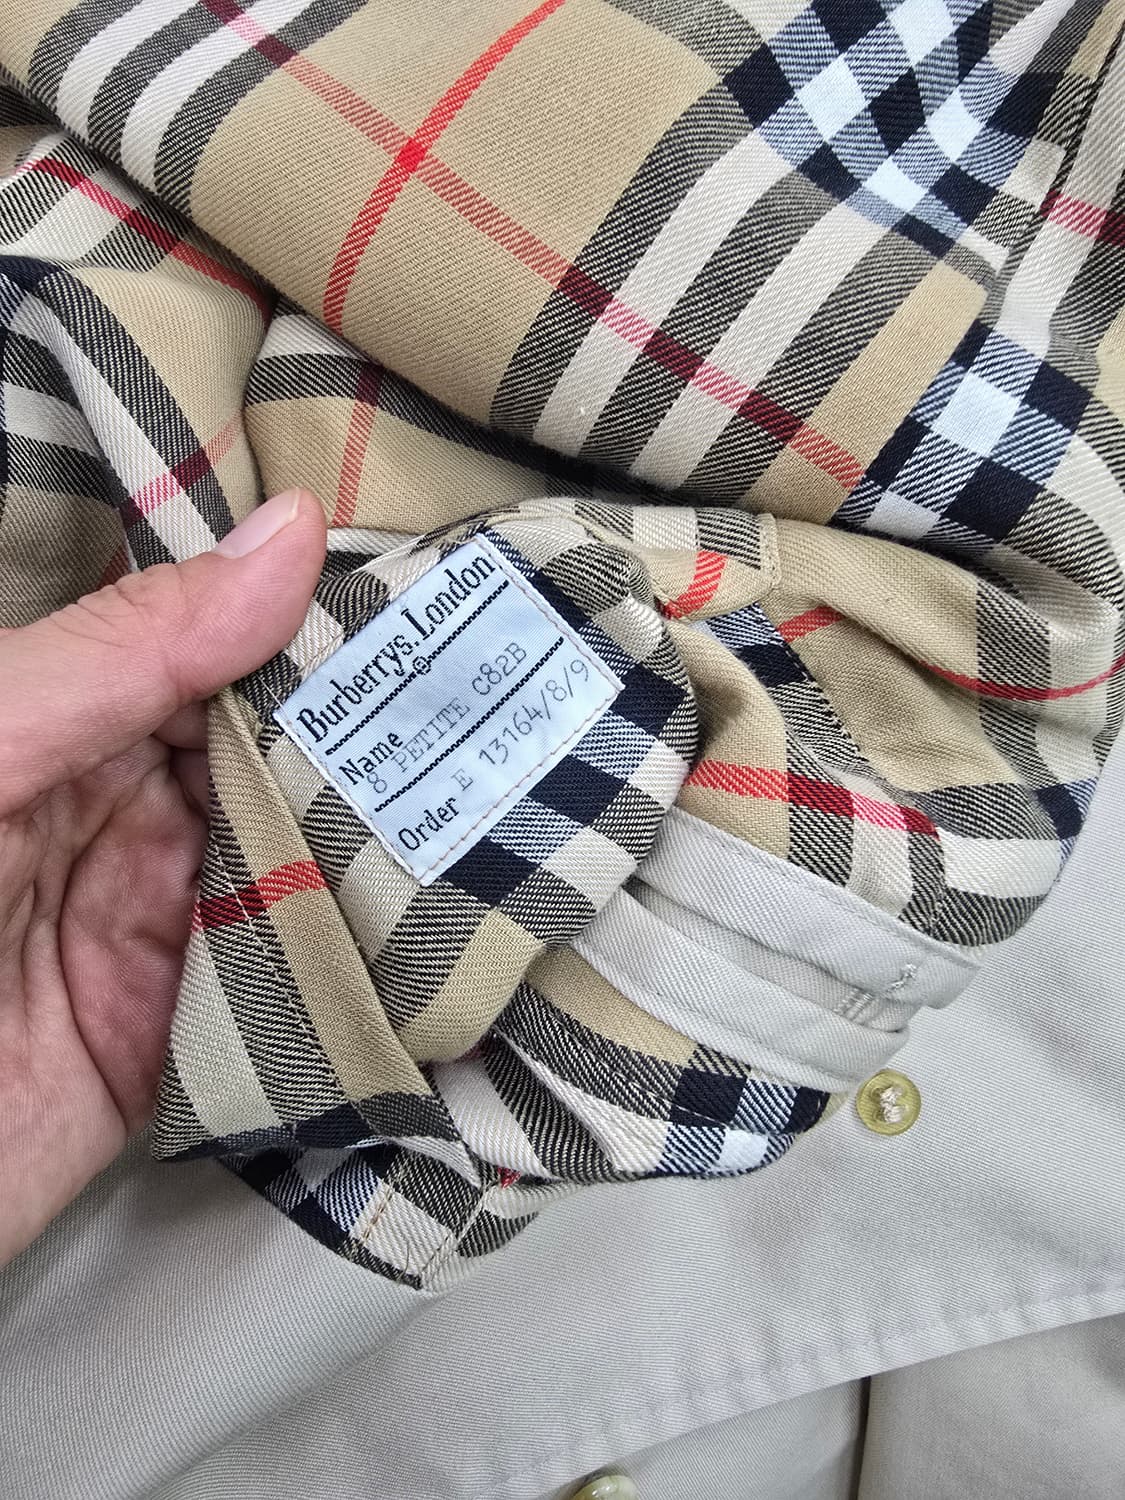 Burberrys. London
®
Name
8 PETITE C82B
Order E 13164/8/9